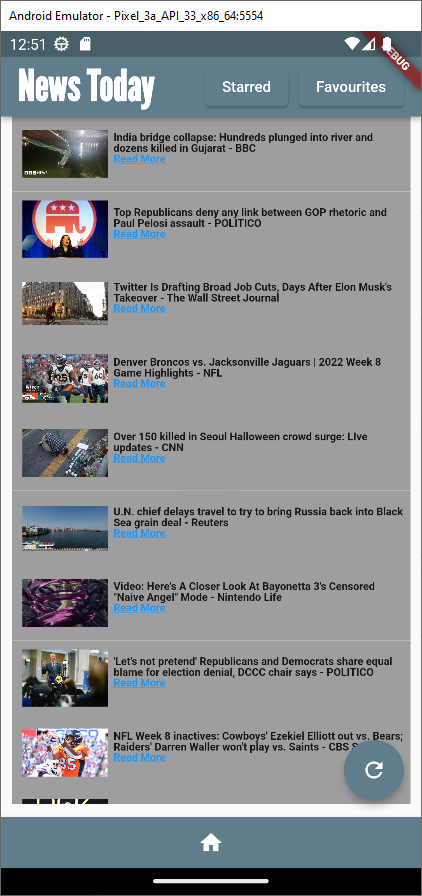 Android Emulator - Pixel_3a_API_33_x86_64:5554
12:51
DEBUG
News Today
Starred
Favourites
India bridge collapse: Hundreds plunged into river and
dozens killed in Gujarat - BBC
Read More
Top Republicans deny any link between GOP rhetoric and
Paul Pelosi assault - POLITICO
Read More
Twitter Is Drafting Broad Job Cuts, Days After Elon Musk's
Takeover - The Wall Street Journal
Read More
Denver Broncos vs. Jacksonville Jaguars | 2022 Week 8
Game Highlights - NFL
Read More
Over 150 killed in Seoul Halloween crowd surge: Live
updates - CNN
Read More
U.N. chief delays travel to try to bring Russia back into Black
Sea grain deal - Reuters
Read More
Video: Here's A Closer Look At Bayonetta 3's Censored
"Naive Angel" Mode - Nintendo Life
Read More
'Let's not pretend' Republicans and Democrats share equal
blame for election denial, DCCC chair says - POLITICO
Read More
NFL Week 8 inactives: Cowboys' Ezekiel Elliott out vs. Bears;
Raiders' Darren Waller won't play vs. Saints - CBS S
Read More